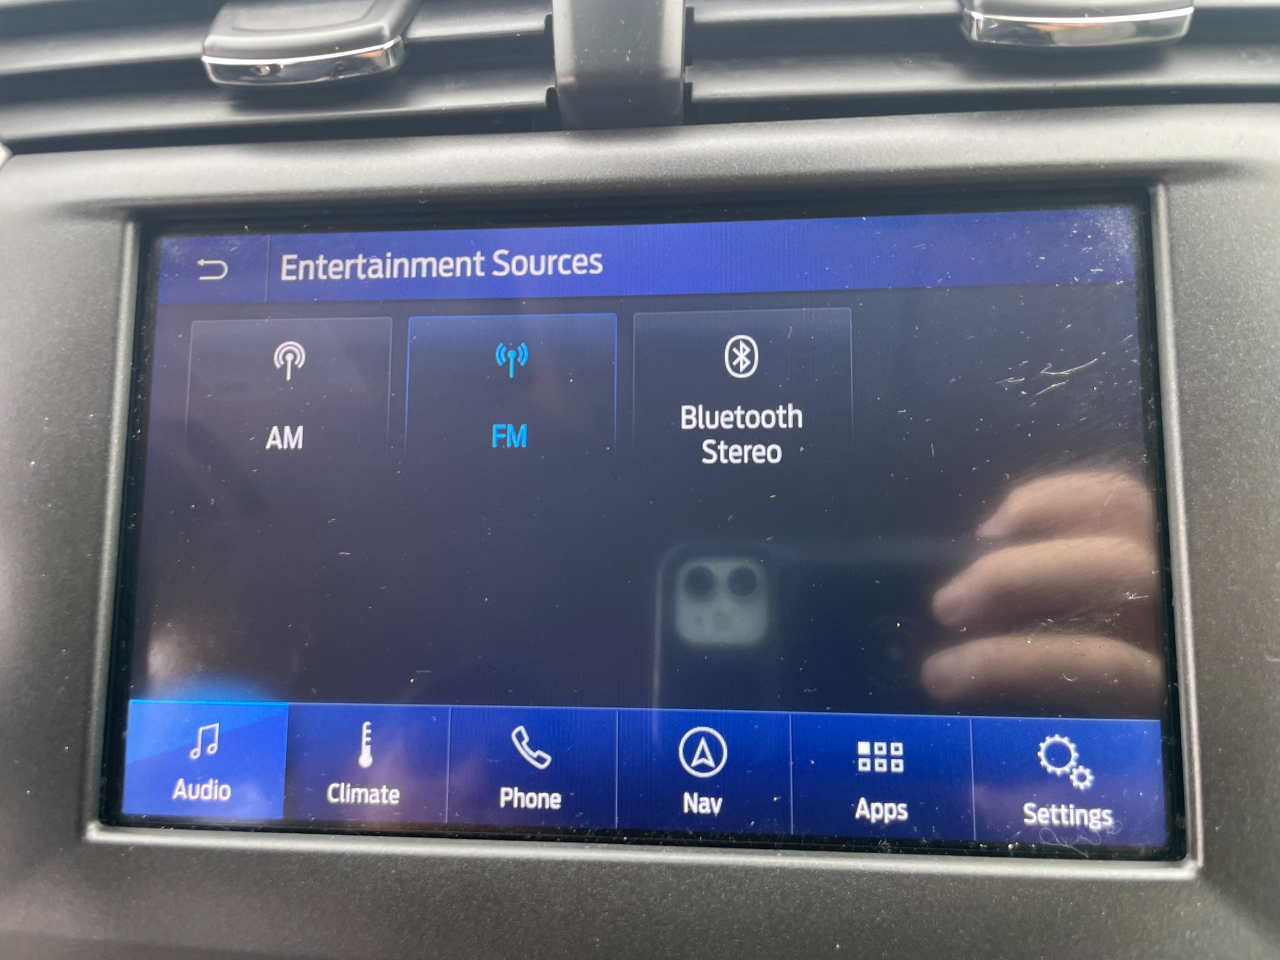 Entertainment Sources
AM
FM
Bluetooth
Stereo
Audio
Climate
Phone
Nav
Apps
Settings